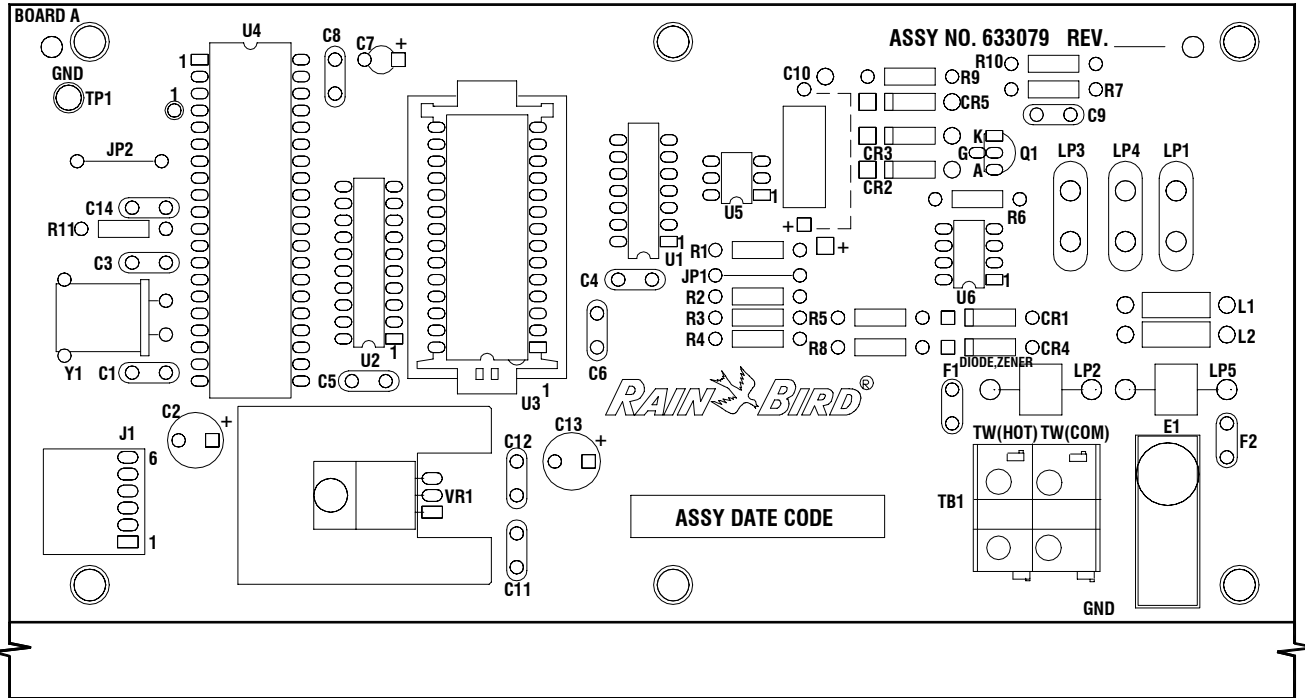 BOARD A
U4
C8
C7
+
ASSY NO. 633079 REV.
1
GND
TP1
1
C10
R10
R9
R7
CR5
C9
JP2
K
CR3
G
Q1
LP3
LP4
LP1
A
CR2
C14
1
U5
R6
R11
+
+
1
U1
R1
C3
C4
JP1
1
U6
R2
R3
R5
CR1
L1
R4
R8
CR4
L2
1
U2
C6
Y1
C1
C5
DIODE,ZENER
F1
LP2
LP5
U3
1
RAIN BIRD®
C2
+
C13
+
E1
J1
6
C12
TW(HOT) TW(COM)
F2
VR1
TB1
ASSY DATE CODE
1
C11
GND